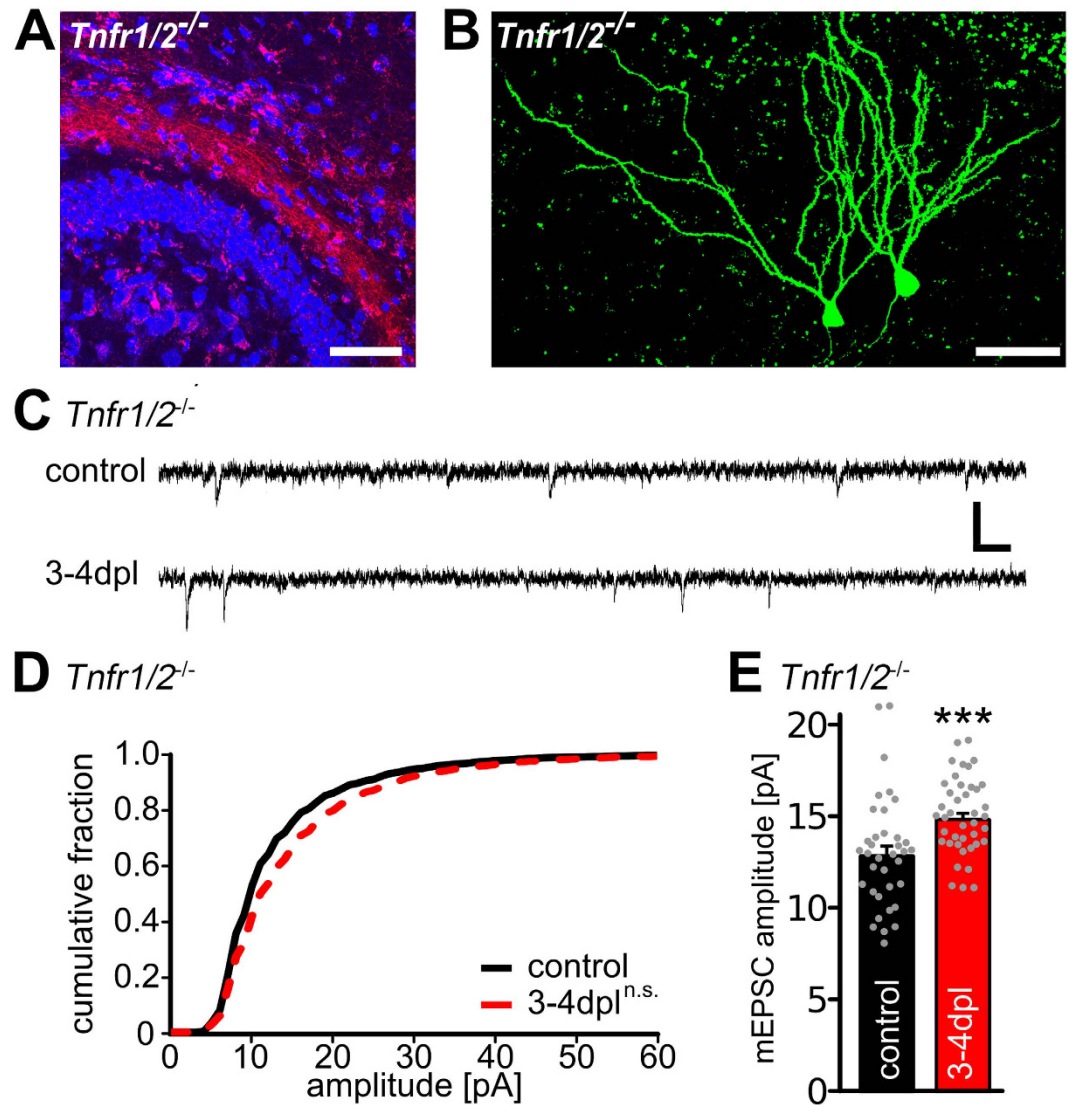 A Tnfr1/2-/-
B Tnfr1/2-/-
C Tnfr1/2-/-
control
3-4dpl
D Tnfr1/2-/-
cumulative fraction
1.0
0.8
0.6
0.4
0.2
0
0 10 20 30 40 50 60
amplitude [pA]
control
3-4dpl n.s.
E Tnfr1/2-/-
mEPSC amplitude [pA]
20
15
10
5
0
***
control
3-4dpl